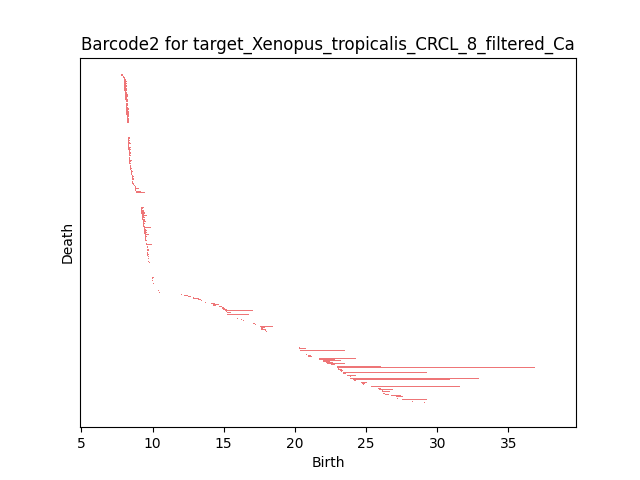 Barcode2 for target_Xenopus_tropicalis_CRCL_8_filtered_Ca
Death
5 10 15 20 25 30 35
Birth